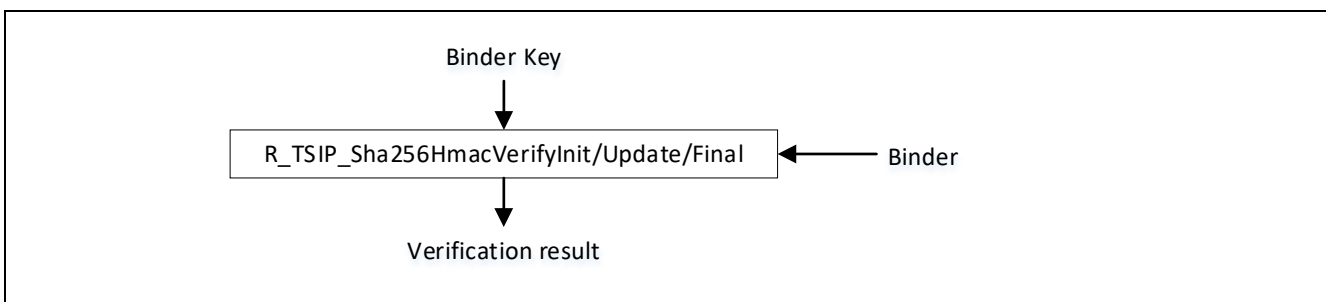 Binder Key
R_TSIP_Sha256HmacVerifyInit/Update/Final
Binder
Verification result